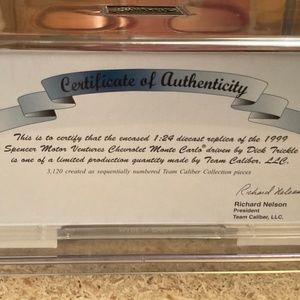 Certificate of Authenticity
This is to certify that the encased 1:24 diecast replica of the 1999
Spencer Motor Ventures Chevrolet Monte Carlo driven by Dick Trickle
is one of a limited production quantity made by Team Caliber, LLC.
3,120 created as sequentially numbered Team Caliber Collection pieces
Richard Nelson
Richard Nelson
President
Team Caliber, LLC.